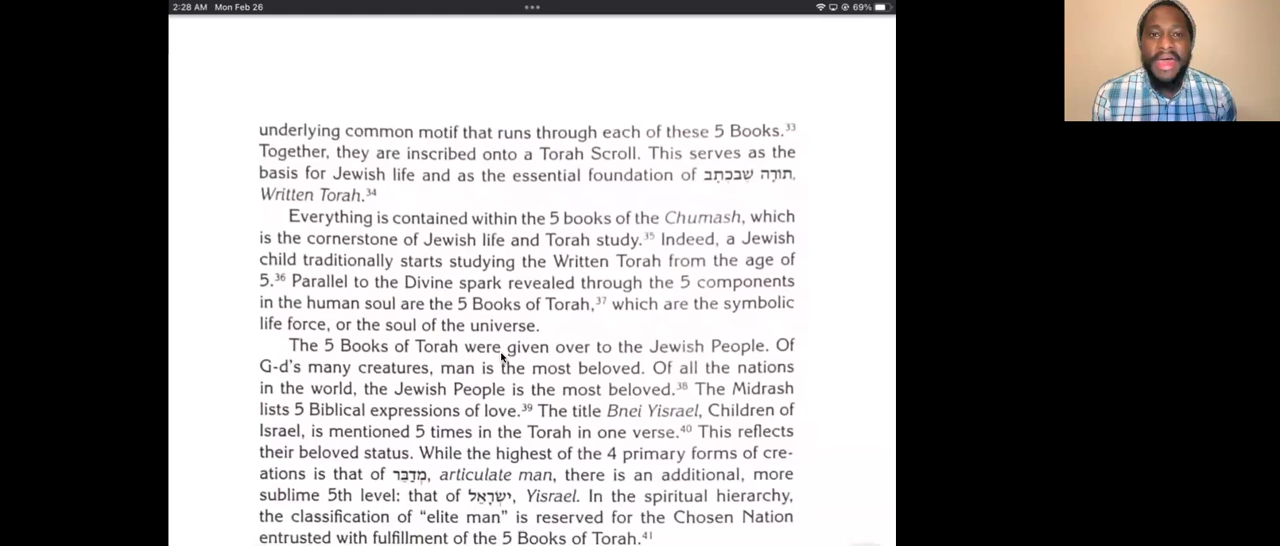 2:28 AM Mon Feb 26
69%
underlying common motif that runs through each of these 5 Books.33
Together, they are inscribed onto a Torah Scroll. This serves as the
basis for Jewish life and as the essential foundation of תּוֹרָה שֶׁבִּכְתָב,
Written Torah.34
Everything is contained within the 5 books of the Chumash, which
is the cornerstone of Jewish life and Torah study.35 Indeed, a Jewish
child traditionally starts studying the Written Torah from the age of
5.36 Parallel to the Divine spark revealed through the 5 components
in the human soul are the 5 Books of Torah,37 which are the symbolic
life force, or the soul of the universe.
The 5 Books of Torah were given over to the Jewish People. Of
G-d's many creatures, man is the most beloved. Of all the nations
in the world, the Jewish People is the most beloved.38 The Midrash
lists 5 Biblical expressions of love.39 The title Bnei Yisrael, Children of
Israel, is mentioned 5 times in the Torah in one verse.40 This reflects
their beloved status. While the highest of the 4 primary forms of cre-
ations is that of מְדַבֵּר, articulate man, there is an additional, more
sublime 5th level: that of יִשְׂרָאֵל, Yisrael. In the spiritual hierarchy,
the classification of “elite man” is reserved for the Chosen Nation
entrusted with fulfillment of the 5 Books of Torah.41